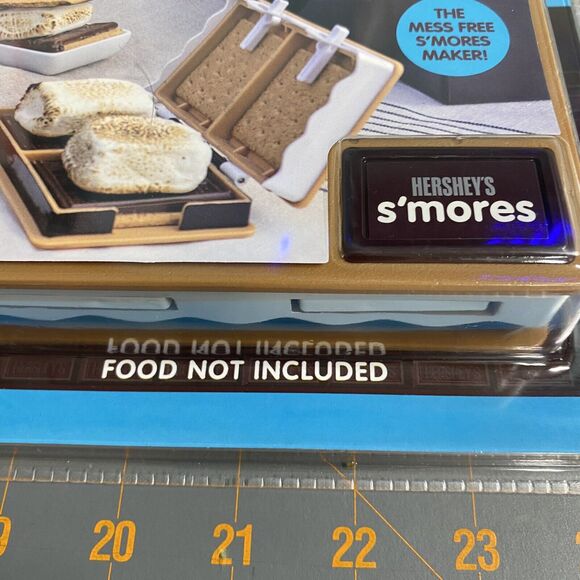 THE
MESS FREE
S'MORES
MAKER!
HERSHEY'S
s'mores
FOOD NOT INCLUDED
20
21
22
23